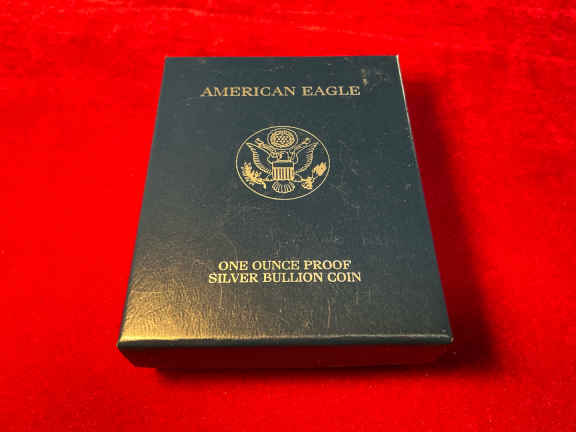 AMERICAN EAGLE
ONE OUNCE PROOF
SILVER BULLION COIN